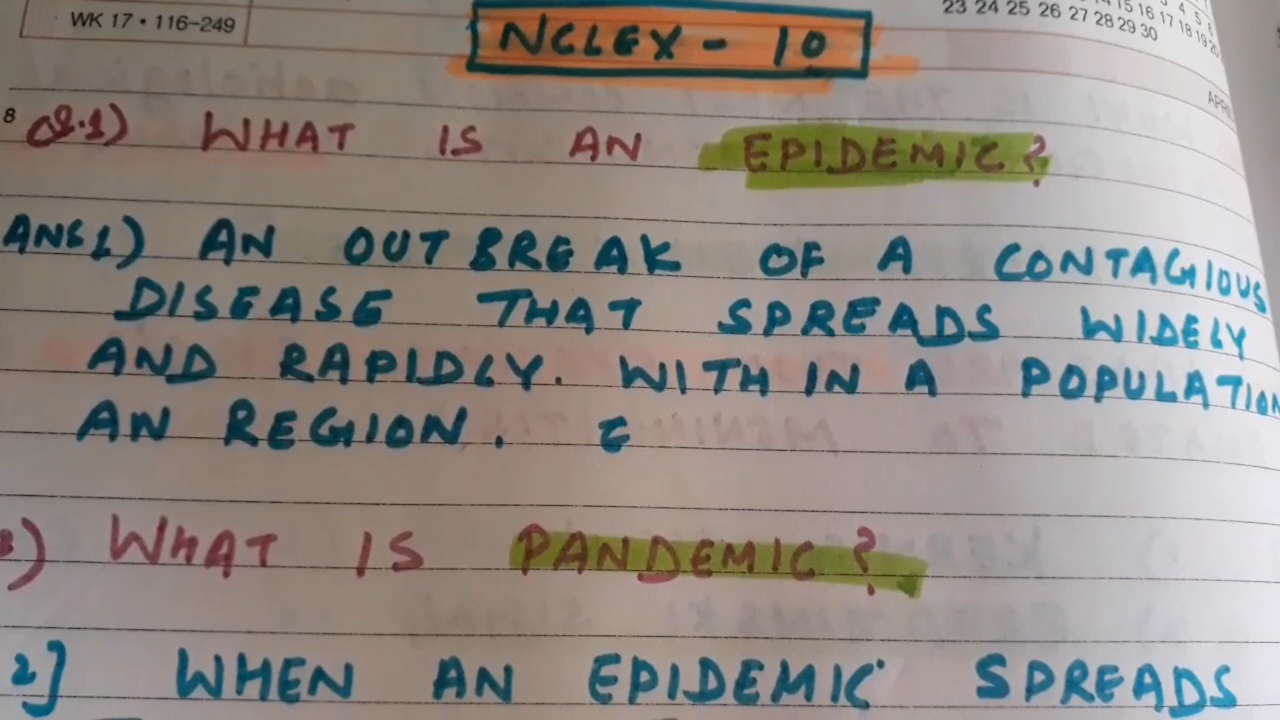 WK 17 • 116-249
23 24 25 26 27 28 29 30
NCLEX - 10
8
Q.1) WHAT IS AN EPIDEMIC?
ANS1) AN OUTBREAK OF A CONTAGIOUS
DISEASE THAT SPREADS WIDELY
AND RAPIDLY. WITH IN A POPULATION
AN REGION.
) WHAT IS PANDEMIC?
2] WHEN AN EPIDEMIC SPREADS